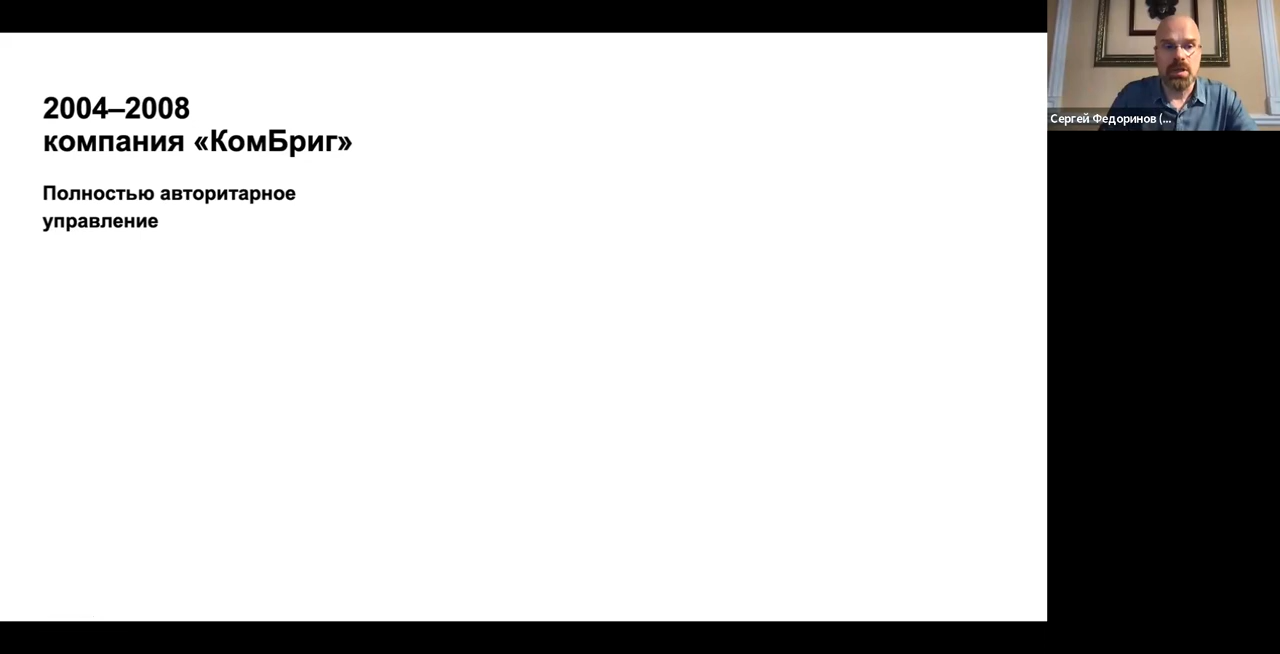 2004–2008
компания «КомБриг»
Полностью авторитарное
управление
Сергей Федоринов (...